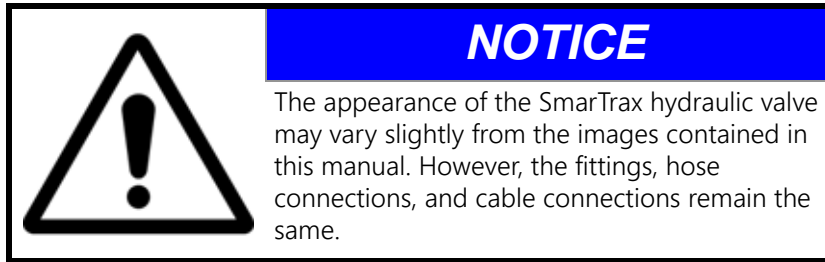 NOTICE
The appearance of the SmarTrax hydraulic valve
may vary slightly from the images contained in
this manual. However, the fittings, hose
connections, and cable connections remain the
same.